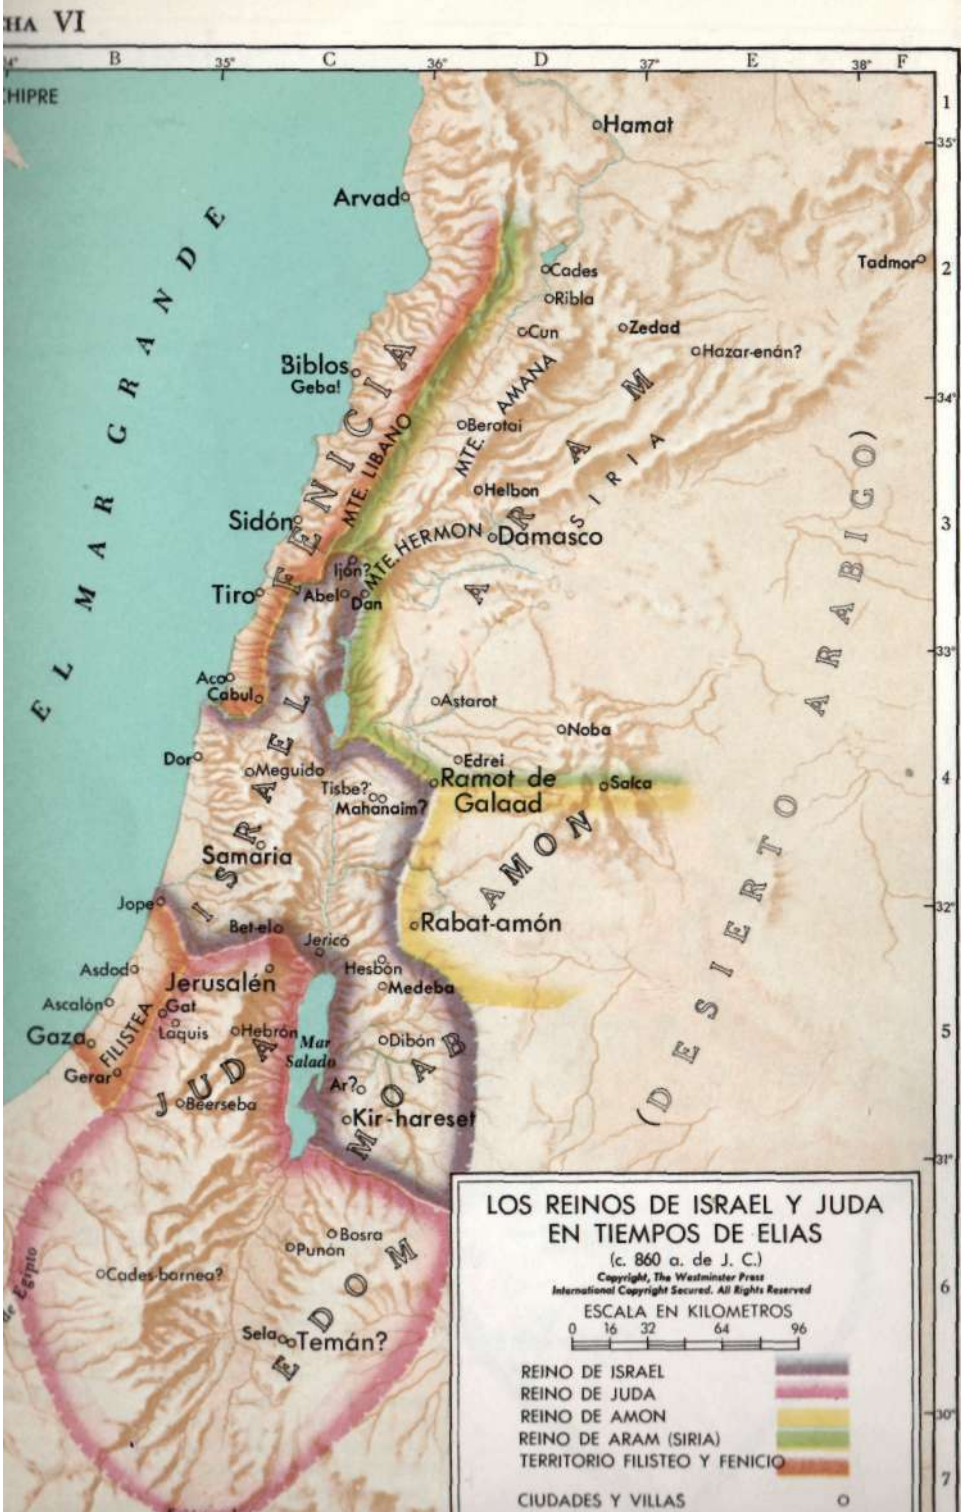 VI
B
C
D
E
F
35°
36°
37°
38°
1
35°
2
34°
3
33°
4
32°
5
31°
6
30°
7
EL MAR GRANDE
Hamat
Arvad
Tadmor
Cades
Ribla
Cun
Zedad
Hazar-enán?
Biblos
Geba!
FENICIA
MTE. LIBANO
MTE. AMANA
ARAM
SIRIA
Berotai
Helbon
Sidón
MTE. HERMON
Damasco
Ijón?
Tiro
Abel
Dan
Aco
Cabul
Astarot
Noba
Dor
Meguido
Edrei
Tisbe?
Mahanaim?
Ramot de
Galaad
Salca
ISRAEL
Samaria
AMON
Jope
Bet-el
Jericó
Rabat-amón
Asdod
Jerusalén
Hesbón
Medeba
Ascalón
Gat
Gaza
FILISTEA
Laquis
Hebrón
Mar
Salado
Dibón
Gerar
JUDA
Beerseba
Ar?
MOAB
Kir-hareset
(DESIERTO ARABIGO)
Bosra
Punón
Cades-barnea?
de Egipto
EDOM
Sela
Temán?
LOS REINOS DE ISRAEL Y JUDA
EN TIEMPOS DE ELIAS
(c. 860 a. de J. C.)
Copyright, The Westminster Press
International Copyright Secured. All Rights Reserved
ESCALA EN KILOMETROS
0 16 32 64 96
REINO DE ISRAEL
REINO DE JUDA
REINO DE AMON
REINO DE ARAM (SIRIA)
TERRITORIO FILISTEO Y FENICIO
CIUDADES Y VILLAS